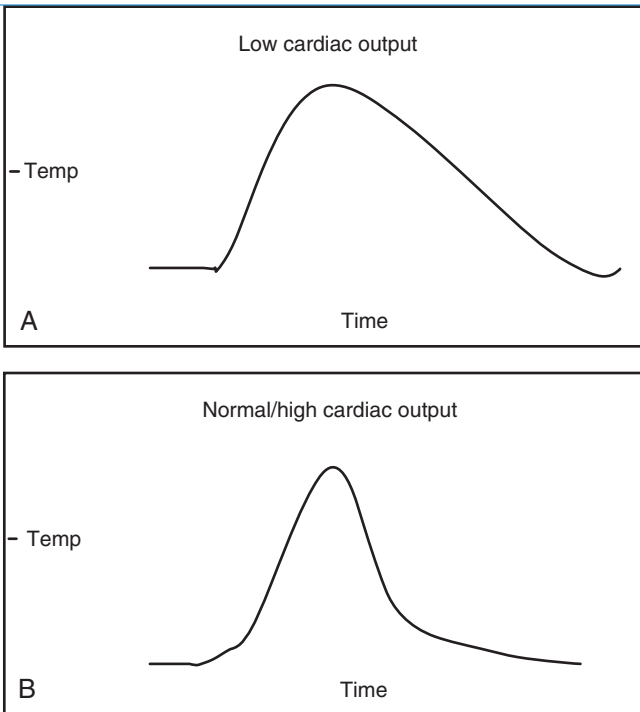 Low cardiac output
– Temp
A
Time
Normal/high cardiac output
– Temp
B
Time